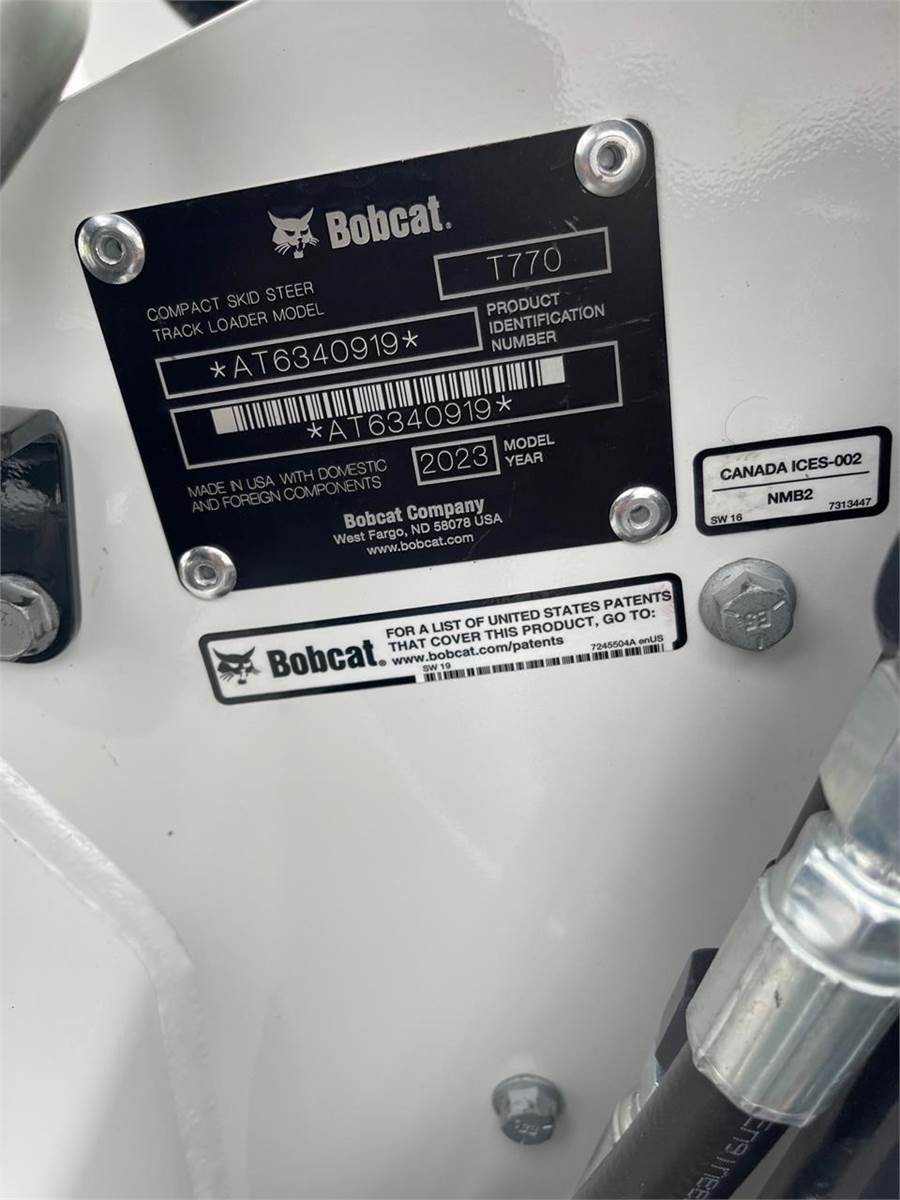 Bobcat.
COMPACT SKID STEER
TRACK LOADER MODEL
T770
*AT6340919*
PRODUCT
IDENTIFICATION
NUMBER
*AT6340919*
MADE IN USA WITH DOMESTIC
AND FOREIGN COMPONENTS
2023
MODEL
YEAR
Bobcat Company
West Fargo, ND 58078 USA
www.bobcat.com
CANADA ICES-002
NMB2
SW 16
7313447
Bobcat.
FOR A LIST OF UNITED STATES PATENTS
THAT COVER THIS PRODUCT, GO TO:
www.bobcat.com/patents
7245504A enUS
SW 19